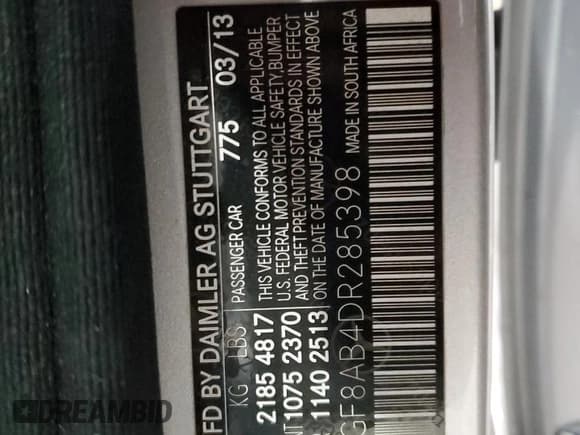 FD BY DAIMLER AG STUTTGART
775 03/13
KG LBS PASSENGER CAR
2185 4817
1075 2370
1140 2513
THIS VEHICLE CONFORMS TO ALL APPLICABLE
U.S. FEDERAL MOTOR VEHICLE SAFETY, BUMPER
AND THEFT PREVENTION STANDARDS IN EFFECT
ON DATE OF MANUFACTURE SHOWN ABOVE
GF8AB4DR285398 MADE IN SOUTH AFRICA
DREAMBID